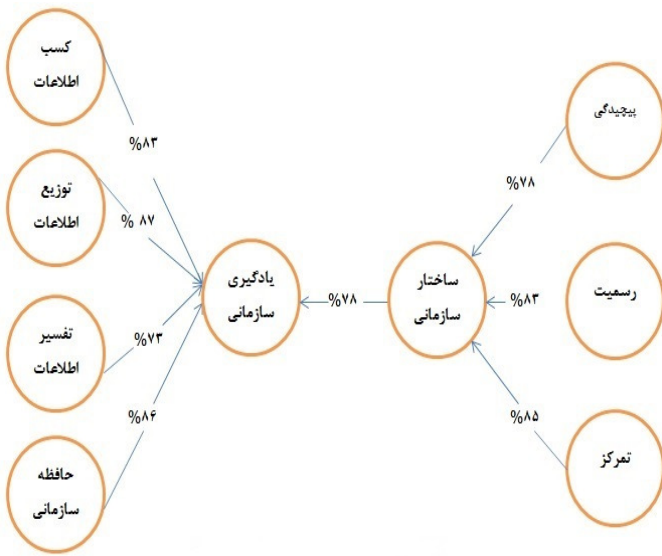 پیچیدگی
%۷۸
رسمیت
%۸۳
تمرکز
%۸۵
ساختار
سازمانی
%۷۸
یادگیری
سازمانی
کسب
اطلاعات
%۸۳
توزیع
اطلاعات
% ۸۷
تفسیر
اطلاعات
%۷۳
حافظه
سازمانی
%۸۶